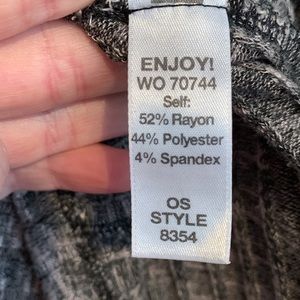 ENJOY!
WO 70744
Self:
52% Rayon
44% Polyester
4% Spandex
OS
STYLE
8354